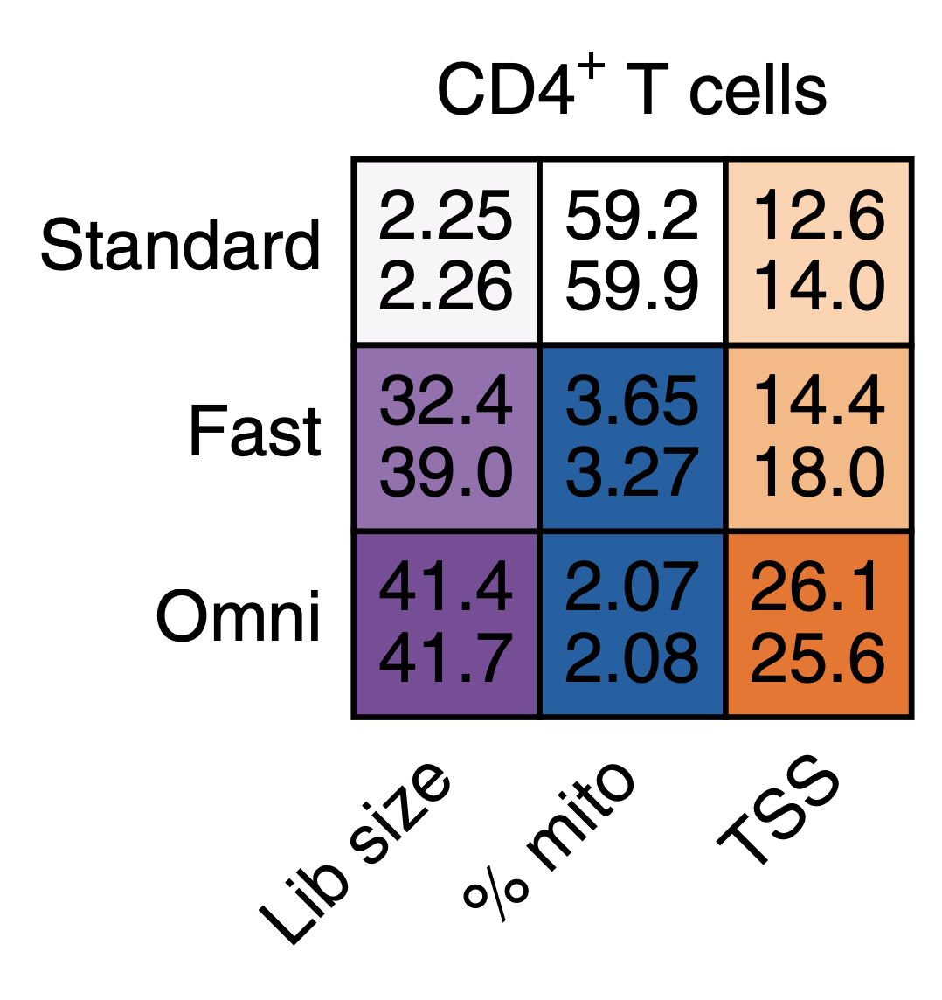 CD4⁺ T cells
Standard 2.25 59.2 12.6
2.26 59.9 14.0
Fast 32.4 3.65 14.4
39.0 3.27 18.0
Omni 41.4 2.07 26.1
41.7 2.08 25.6
Lib size % mito TSS